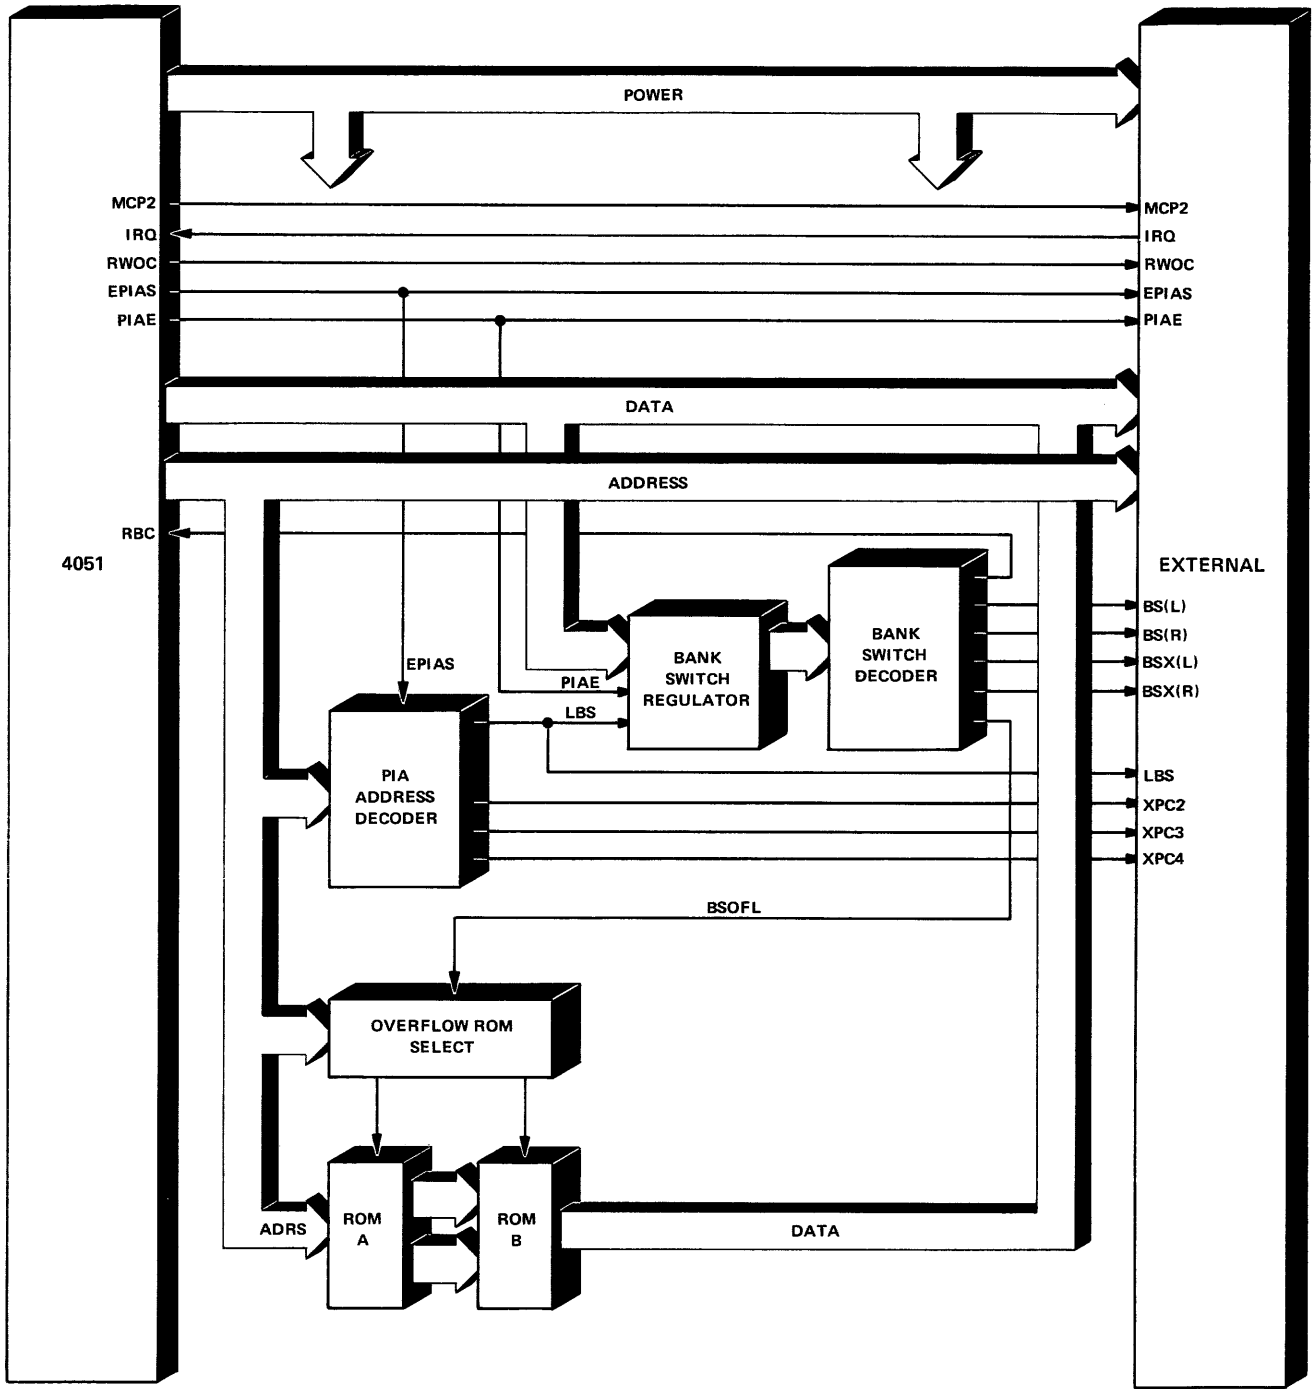 POWER
MCP2
MCP2
IRQ
IRQ
RWOC
RWOC
EPIAS
EPIAS
PIAE
PIAE
DATA
ADDRESS
RBC
4051
EXTERNAL
BS(L)
BS(R)
BSX(L)
BSX(R)
BANK
SWITCH
DECODER
BANK
SWITCH
REGULATOR
EPIAS
PIAE
LBS
PIA
ADDRESS
DECODER
LBS
XPC2
XPC3
XPC4
BSOFL
OVERFLOW ROM
SELECT
ADRS
ROM
A
ROM
B
DATA